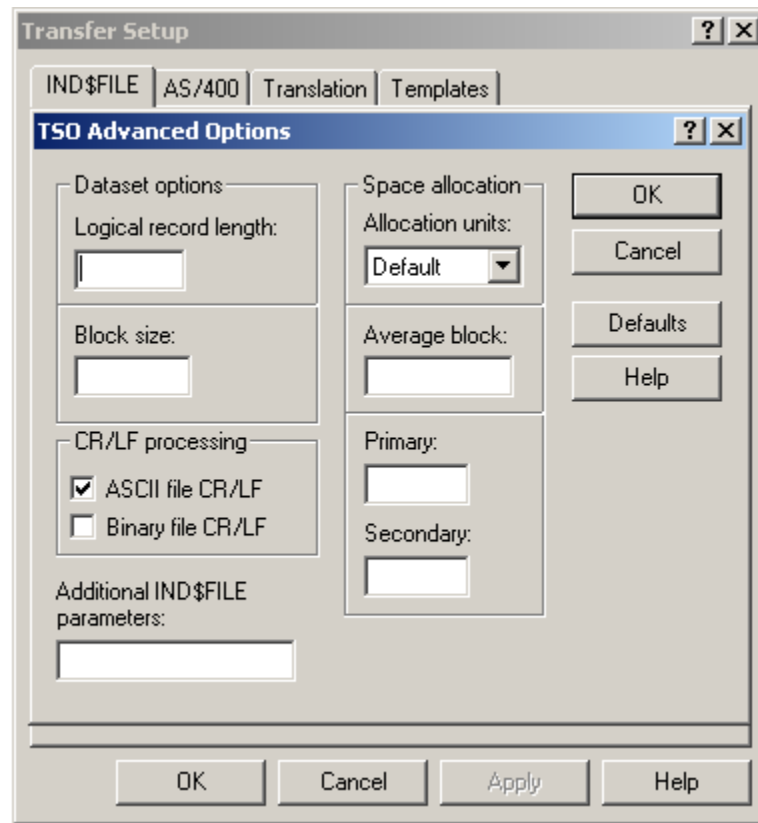 Transfer Setup
IND$FILE AS/400 Translation Templates
TSO Advanced Options
Dataset options
Logical record length:
Block size:
CR/LF processing
ASCII file CR/LF
Binary file CR/LF
Additional IND$FILE
parameters:
Space allocation
Allocation units:
Default
Average block:
Primary:
Secondary:
OK
Cancel
Defaults
Help
OK Cancel Apply Help